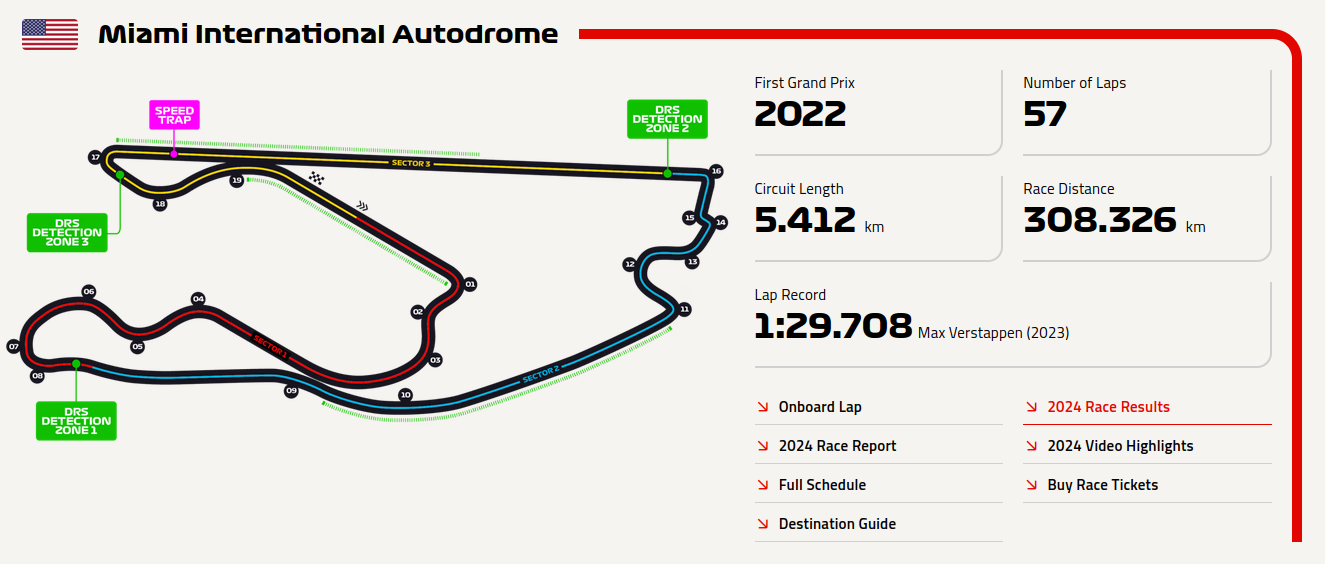 Miami International Autodrome
SPEED
TRAP
DRS
DETECTION
ZONE 2
17
SECTOR 3
16
19
18
15
14
DRS
DETECTION
ZONE 3
12
13
01
06
04
02
11
07
05
SECTOR 1
03
08
SECTOR 2
09
10
DRS
DETECTION
ZONE 1
First Grand Prix
2022
Number of Laps
57
Circuit Length
5.412 km
Race Distance
308.326 km
Lap Record
1:29.708 Max Verstappen (2023)
Onboard Lap
2024 Race Results
2024 Race Report
2024 Video Highlights
Full Schedule
Buy Race Tickets
Destination Guide